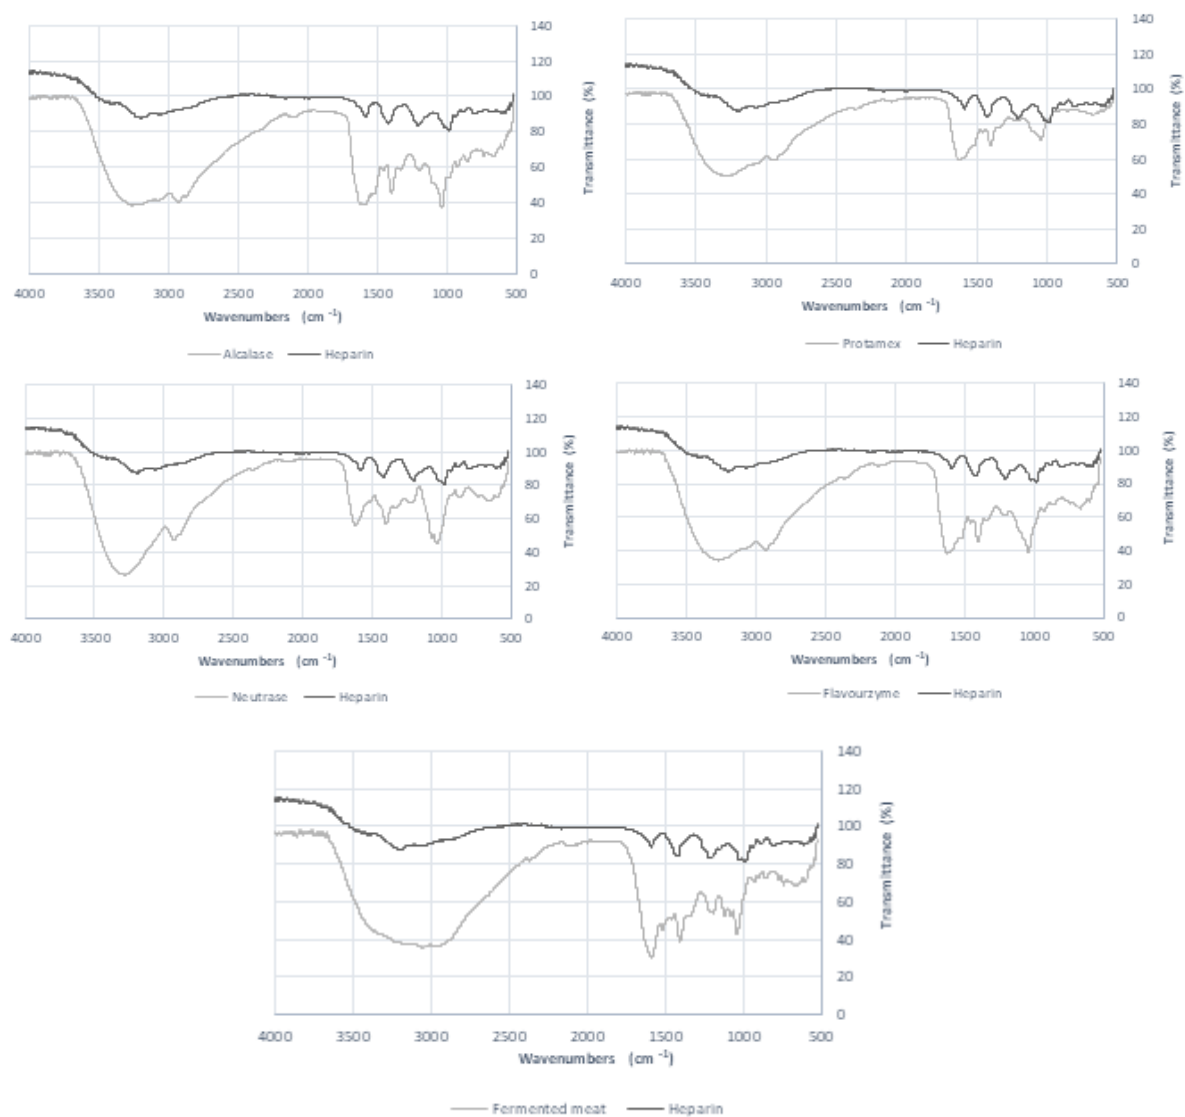 140
120
100
80
60
40
20
0
Transmittance (%)
4000 3500 3000 2500 2000 1500 1000 500
Wavenumbers (cm -1)
Alcalase Heparin
140
120
100
80
60
40
20
0
Transmittance (%)
4000 3500 3000 2500 2000 1500 1000 500
Wavenumbers (cm -1)
Protamex Heparin
140
120
100
80
60
40
20
0
Transmittance (%)
4000 3500 3000 2500 2000 1500 1000 500
Wavenumbers (cm -1)
Neutrase Heparin
140
120
100
80
60
40
20
0
Transmittance (%)
4000 3500 3000 2500 2000 1500 1000 500
Wavenumbers (cm -1)
Flavourzyme Heparin
140
120
100
80
60
40
20
0
Transmittance (%)
4000 3500 3000 2500 2000 1500 1000 500
Wavenumbers (cm -1)
Fermented meat Heparin